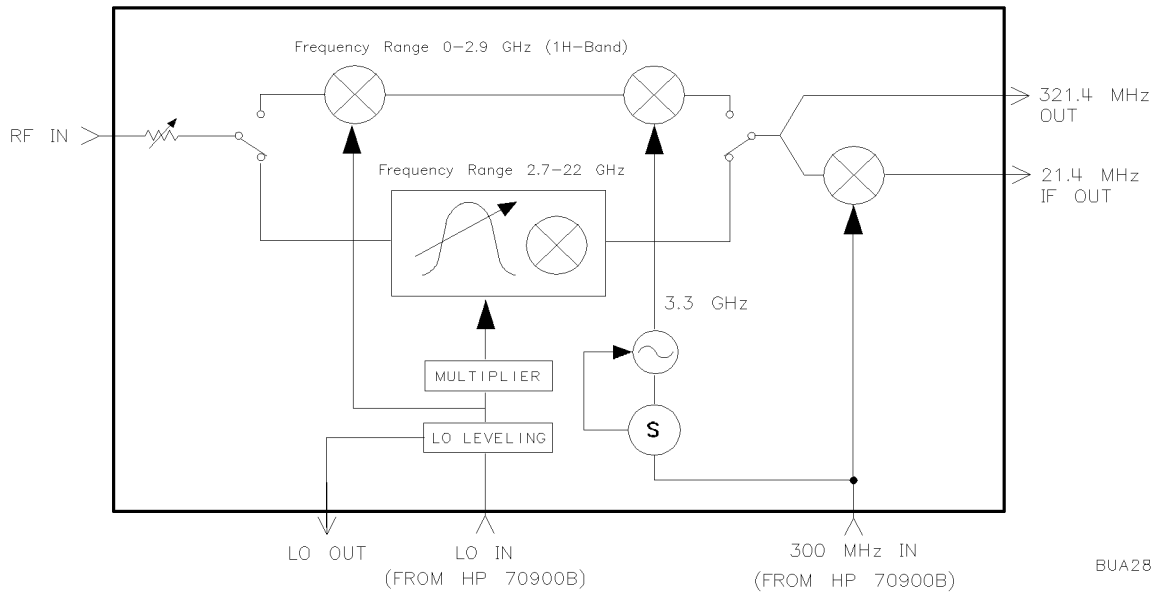 Frequency Range 0–2.9 GHz (1H–Band)
RF IN
321.4 MHz
OUT
Frequency Range 2.7–22 GHz
21.4 MHz
IF OUT
3.3 GHz
MULTIPLIER
LO LEVELING
S
LO OUT
LO IN
(FROM HP 70900B)
300 MHz IN
(FROM HP 70900B)
BUA28